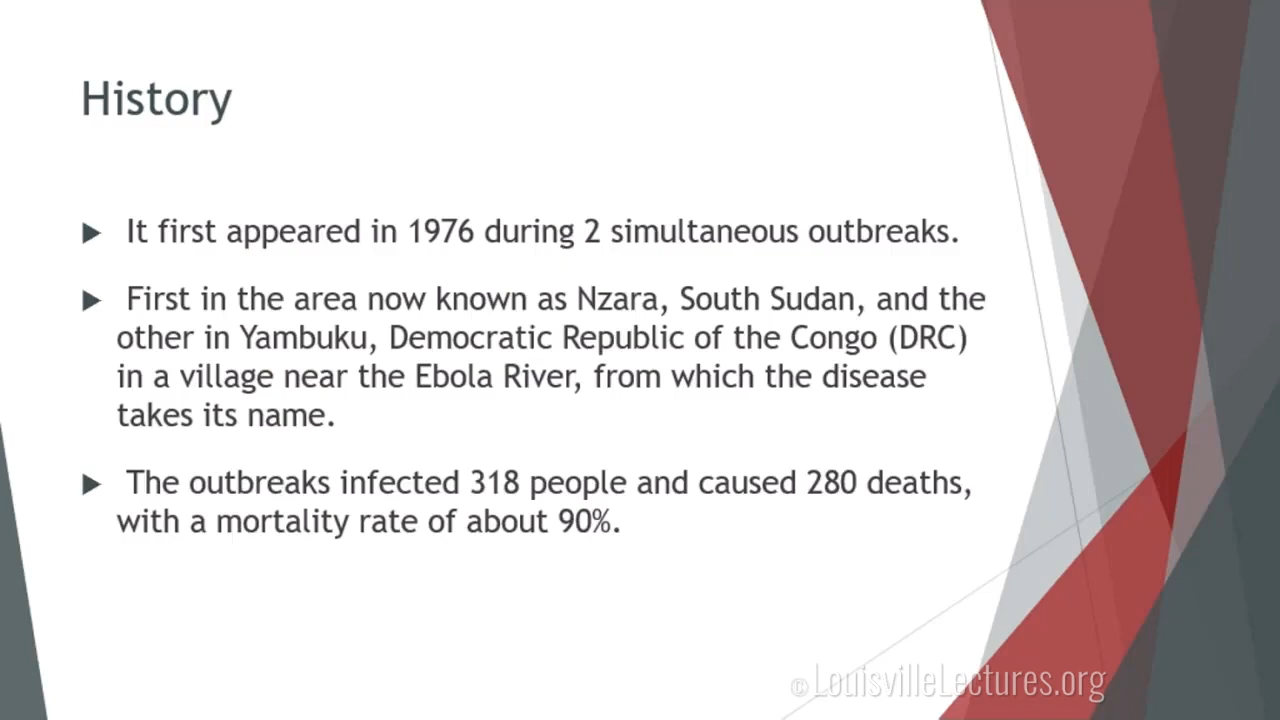 History
It first appeared in 1976 during 2 simultaneous outbreaks.
First in the area now known as Nzara, South Sudan, and the
other in Yambuku, Democratic Republic of the Congo (DRC)
in a village near the Ebola River, from which the disease
takes its name.
The outbreaks infected 318 people and caused 280 deaths,
with a mortality rate of about 90%.
©LouisvilleLectures.org